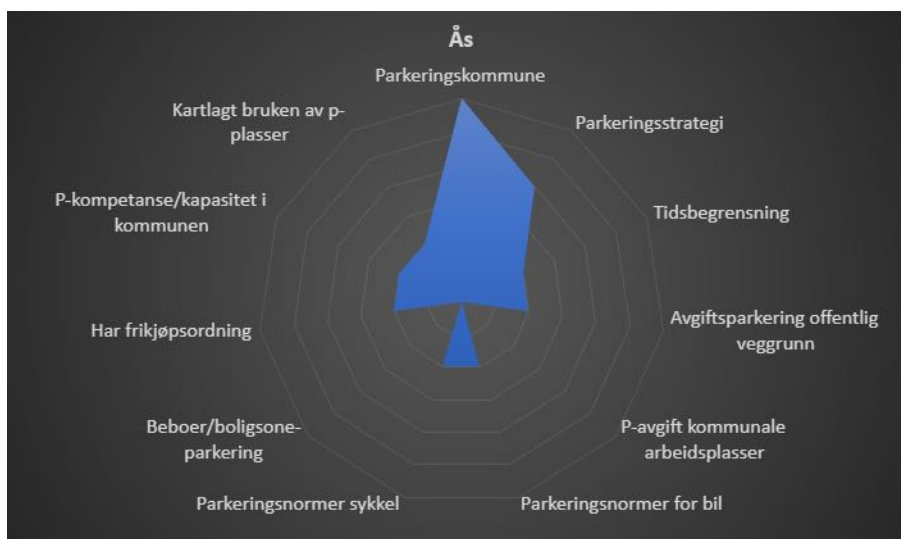 Ås
Parkeringskommune
Parkeringsstrategi
Tidsbegrensning
Avgiftsparkering offentlig
veggrunn
P-avgift kommunale
arbeidsplasser
Parkeringsnormer for bil
Parkeringsnormer sykkel
Beboer/boligsone-
parkering
Har frikjøpsordning
P-kompetanse/kapasitet i
kommunen
Kartlagt bruken av p-
plasser